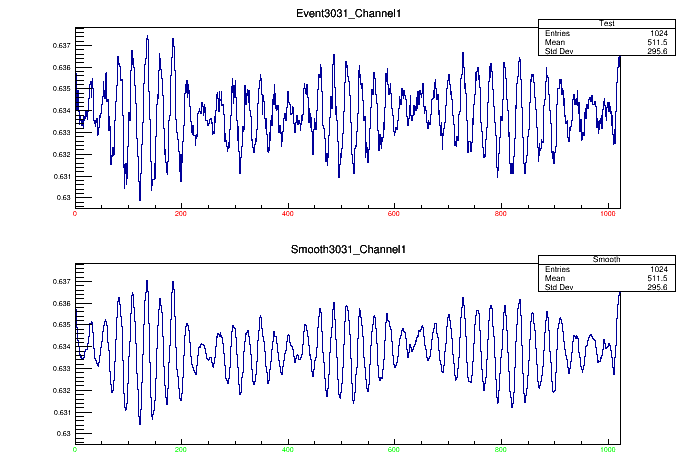 Event3031_Channel1
Test
Entries 1024
Mean 511.5
Std Dev 295.6
0.637
0.636
0.635
0.634
0.633
0.632
0.631
0.63
0 200 400 600 800 1000
Smooth3031_Channel1
Smooth
Entries 1024
Mean 511.5
Std Dev 295.6
0.637
0.636
0.635
0.634
0.633
0.632
0.631
0.63
0 200 400 600 800 1000